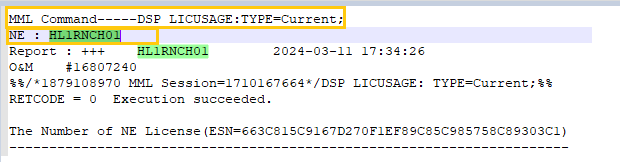 MML Command-----DSP LICUSAGE:TYPE=Current;
NE : HL1RNCH01
Report : +++    HL1RNCH01        2024-03-11 17:34:26
O&M    #16807240
%%/*1879108970 MML Session=1710167664*/DSP LICUSAGE: TYPE=Current;%%
RETCODE = 0  Execution succeeded.
The Number of NE License(ESN=663C815C9167D270F1EF89C85C985758C89303C1)
-----------------------------------------------------------------------